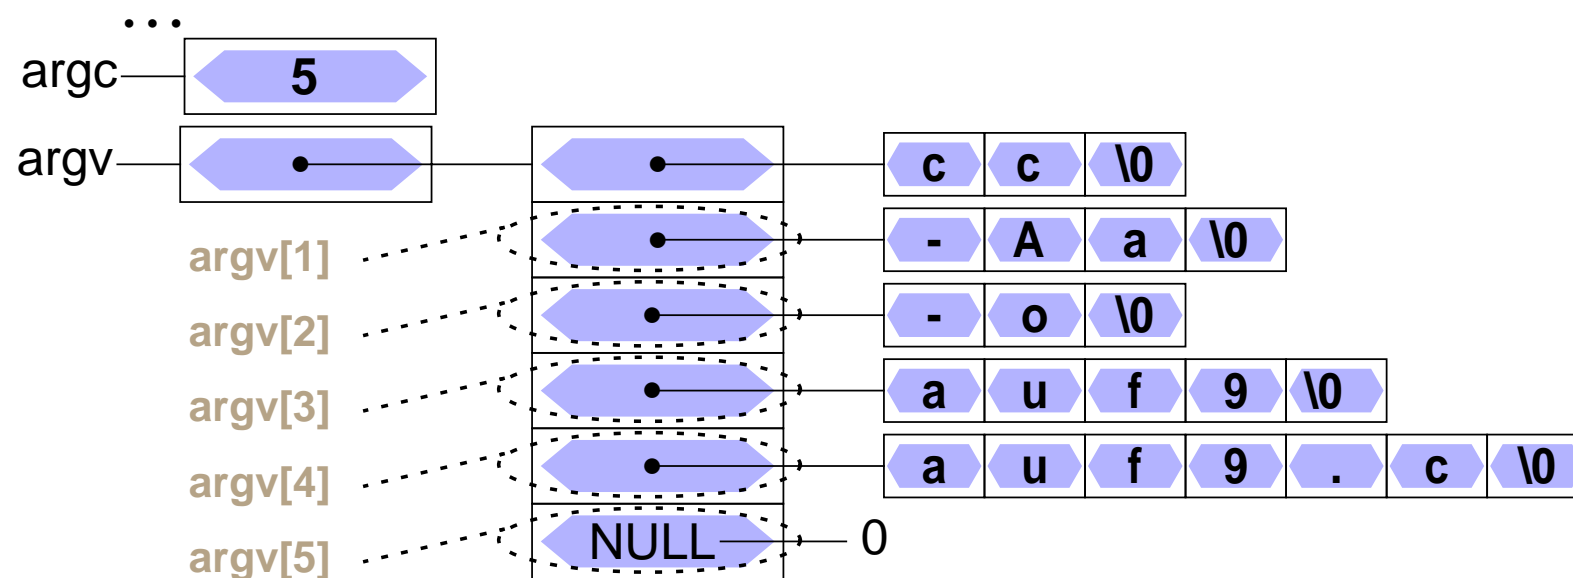 ...
argc 5
argv c c \0
argv[1] - A a \0
argv[2] - o \0
argv[3] a u f 9 \0
argv[4] a u f 9 . c \0
argv[5] NULL 0